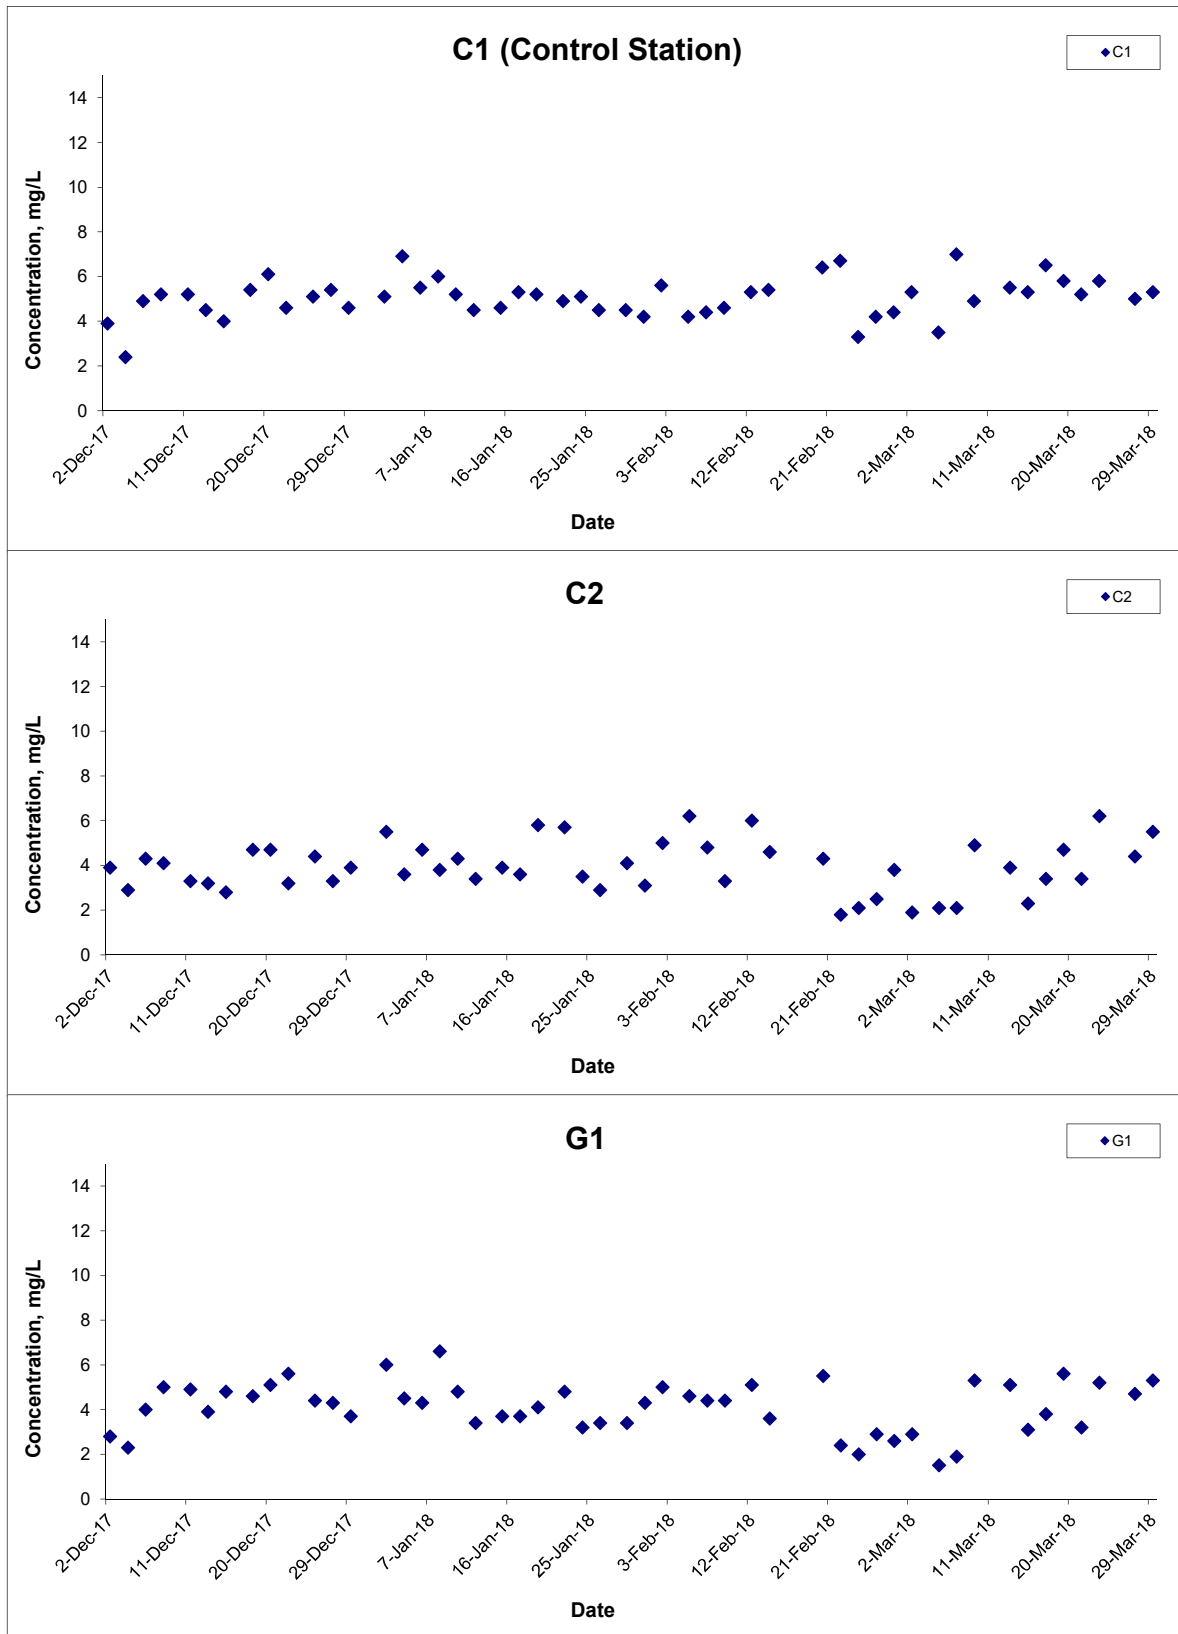 C1 (Control Station)
C1
Concentration, mg/L
14
12
10
8
6
4
2
0
2-Dec-17
11-Dec-17
20-Dec-17
29-Dec-17
7-Jan-18
16-Jan-18
25-Jan-18
3-Feb-18
12-Feb-18
21-Feb-18
2-Mar-18
11-Mar-18
20-Mar-18
29-Mar-18
Date
C2
C2
Concentration, mg/L
14
12
10
8
6
4
2
0
2-Dec-17
11-Dec-17
20-Dec-17
29-Dec-17
7-Jan-18
16-Jan-18
25-Jan-18
3-Feb-18
12-Feb-18
21-Feb-18
2-Mar-18
11-Mar-18
20-Mar-18
29-Mar-18
Date
G1
G1
Concentration, mg/L
14
12
10
8
6
4
2
0
2-Dec-17
11-Dec-17
20-Dec-17
29-Dec-17
7-Jan-18
16-Jan-18
25-Jan-18
3-Feb-18
12-Feb-18
21-Feb-18
2-Mar-18
11-Mar-18
20-Mar-18
29-Mar-18
Date